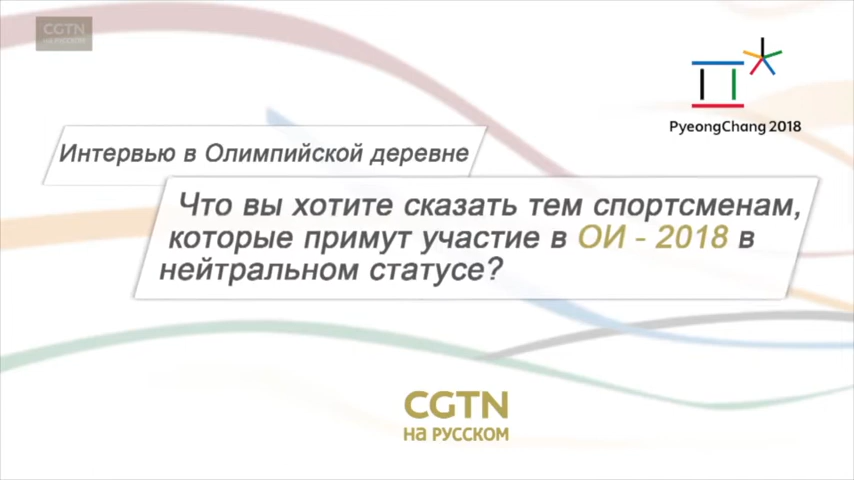 CGTN
НА РУССКОМ
PyeongChang 2018
Интервью в Олимпийской деревне
Что вы хотите сказать тем спортсменам,
которые примут участие в ОИ - 2018 в
нейтральном статусе?
CGTN
НА РУССКОМ